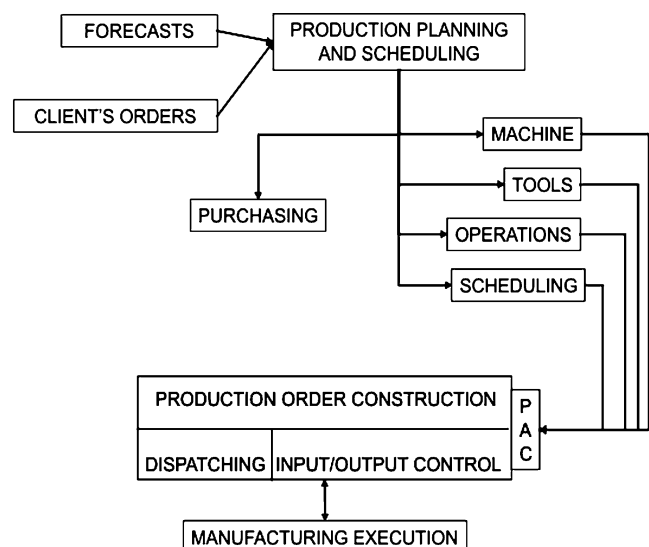 FORECASTS
PRODUCTION PLANNING
AND SCHEDULING
CLIENT'S ORDERS
MACHINE
TOOLS
PURCHASING
OPERATIONS
SCHEDULING
PRODUCTION ORDER CONSTRUCTION
P
A
C
DISPATCHING
INPUT/OUTPUT CONTROL
MANUFACTURING EXECUTION